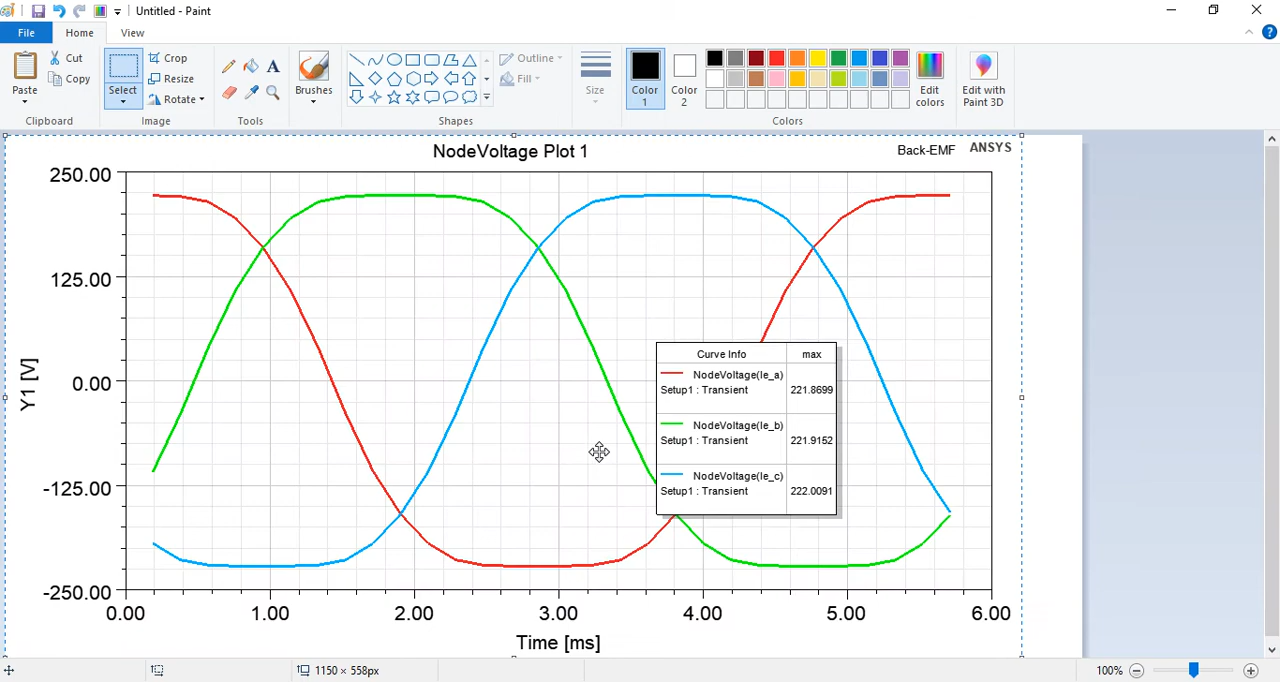 Untitled - Paint
File Home View
Paste
Cut
Copy
Clipboard
Select
Crop
Resize
Rotate
Image
A
Tools
Brushes
Outline
Fill
Shapes
Size
Color 1
Color 2
Edit colors
Colors
Edit with Paint 3D
NodeVoltage Plot 1
Back-EMF ANSYS
250.00
125.00
0.00
-125.00
-250.00
Y1 [V]
0.00 1.00 2.00 3.00 4.00 5.00 6.00
Time [ms]
Curve Info max
NodeVoltage(Ie_a)
Setup1 : Transient 221.8699
NodeVoltage(Ie_b)
Setup1 : Transient 221.9152
NodeVoltage(Ie_c)
Setup1 : Transient 222.0091
1150 × 558px
100%